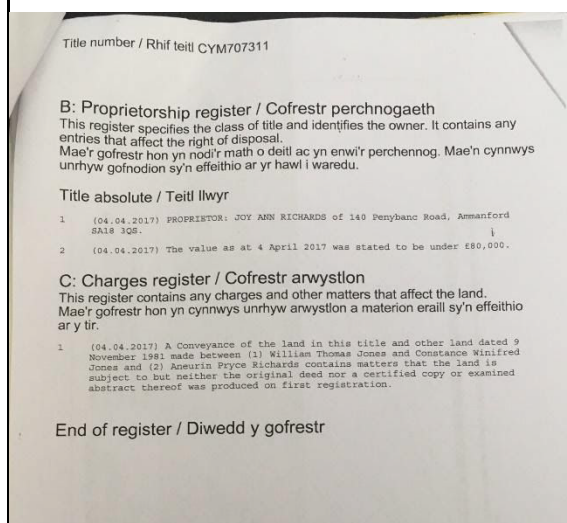 Title number / Rhif teitl CYM707311
B: Proprietorship register / Cofrestr perchnogaeth
This register specifies the class of title and identifies the owner. It contains any
entries that affect the right of disposal.
Mae'r gofrestr hon yn nodi'r math o deitl ac yn enwi'r perchennog. Mae'n cynnwys
unrhyw gofnodion sy'n effeithio ar yr hawl i waredu.
Title absolute / Teitl llwyr
1 (04.04.2017) PROPRIETOR: JOY ANN RICHARDS of 140 Penybanc Road, Ammanford
SA18 3QS.
2 (04.04.2017) The value as at 4 April 2017 was stated to be under £80,000.
C: Charges register / Cofrestr arwystlon
This register contains any charges and other matters that affect the land.
Mae'r gofrestr hon yn cynnwys unrhyw arwystlon a materion eraill sy'n effeithio
ar y tir.
1 (04.04.2017) A Conveyance of the land in this title and other land dated 9
November 1981 made between (1) William Thomas Jones and Constance Winifred
Jones and (2) Aneurin Pryce Richards contains matters that the land is
subject to but neither the original deed nor a certified copy or examined
abstract thereof was produced on first registration.
End of register / Diwedd y gofrestr